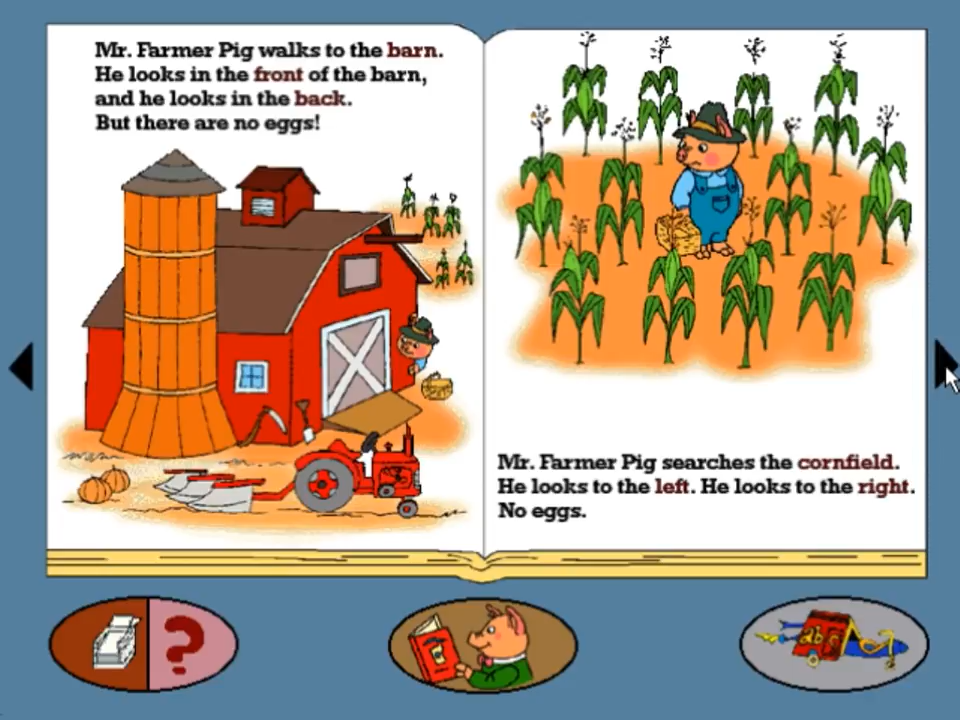 Mr. Farmer Pig walks to the barn.
He looks in the front of the barn,
and he looks in the back.
But there are no eggs!
Mr. Farmer Pig searches the cornfield.
He looks to the left. He looks to the right.
No eggs.
?
abc